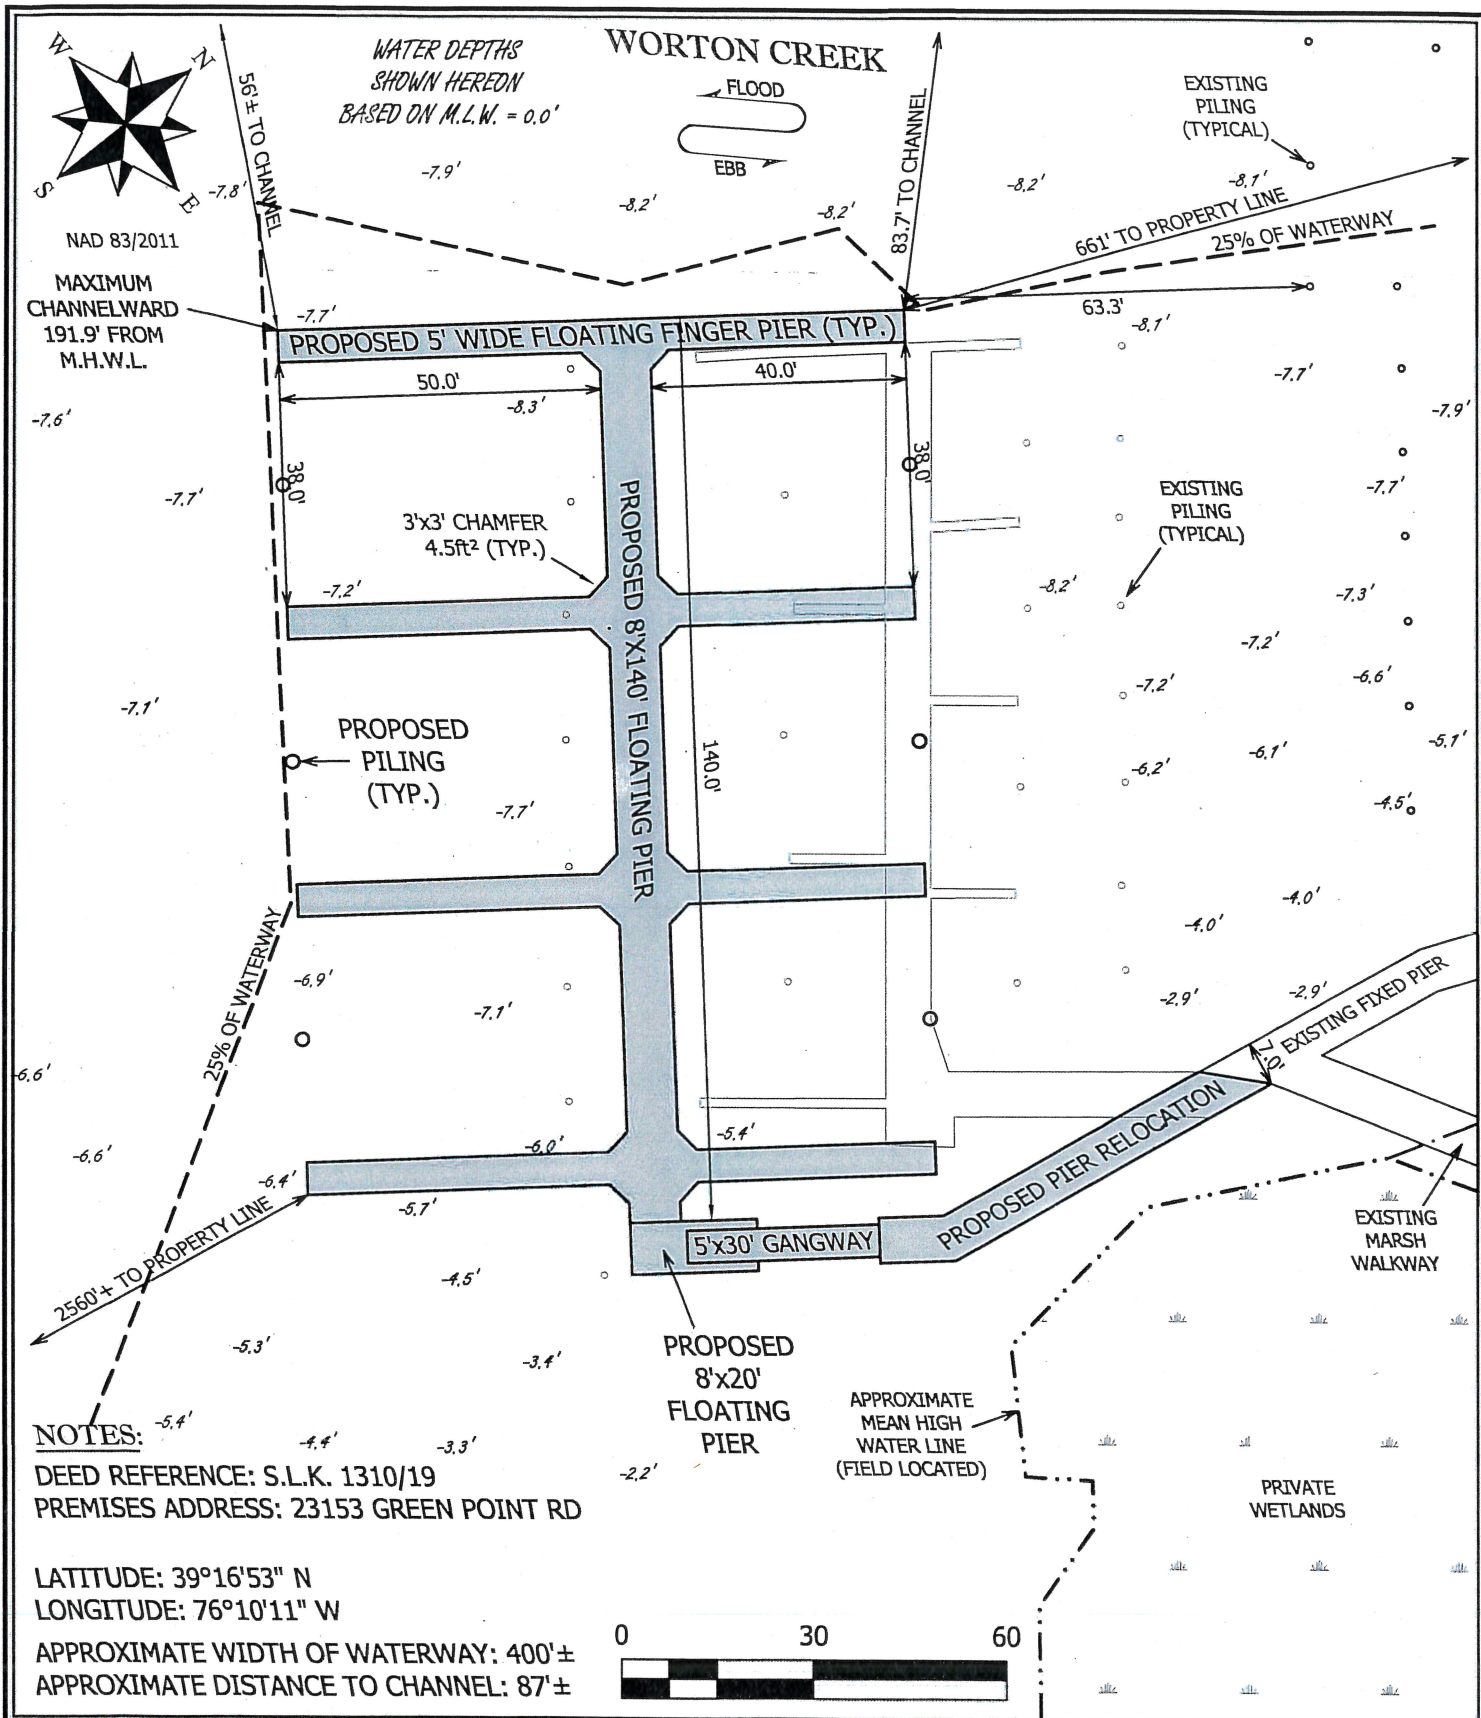 W
N
S
E
NAD 83/2011
WATER DEPTHS
SHOWN HEREON
BASED ON M.L.W. = 0.0'
WORTON CREEK
FLOOD
EBB
56'± TO CHANNEL
83.7' TO CHANNEL
EXISTING
PILING
(TYPICAL)
-7.8'
-7.9'
-8.2'
-8.2'
-8.2'
-8.1'
661' TO PROPERTY LINE
25% OF WATERWAY
63.3'
-8.1'
MAXIMUM
CHANNELWARD
191.9' FROM
M.H.W.L.
-7.7'
PROPOSED 5' WIDE FLOATING FINGER PIER (TYP.)
50.0'
40.0'
-7.7'
-7.9'
-7.6'
-8.3'
38.0'
38.0'
-7.7'
3'x3' CHAMFER
4.5ft² (TYP.)
EXISTING
PILING
(TYPICAL)
-7.7'
PROPOSED 8'X140' FLOATING PIER
-7.2'
-8.2'
-7.3'
-7.2'
-7.1'
-7.2'
-6.6'
PROPOSED
PILING
(TYP.)
140.0'
-6.2'
-6.1'
-5.1'
-7.7'
-4.5'
25% OF WATERWAY
-4.0'
-4.0'
-6.9'
-7.1'
-2.9'
-2.9'
EXISTING FIXED PIER
7.0'
-6.6'
PROPOSED PIER RELOCATION
-6.6'
-6.0'
-5.4'
-6.4'
-5.7'
2560'± TO PROPERTY LINE
5'x30' GANGWAY
EXISTING
MARSH
WALKWAY
-4.5'
-5.3'
-3.4'
PROPOSED
8'x20'
FLOATING
PIER
APPROXIMATE
MEAN HIGH
WATER LINE
(FIELD LOCATED)
-5.4'
-4.4'
-3.3'
-2.2'
PRIVATE
WETLANDS
NOTES:
DEED REFERENCE: S.L.K. 1310/19
PREMISES ADDRESS: 23153 GREEN POINT RD
LATITUDE: 39°16'53" N
LONGITUDE: 76°10'11" W
APPROXIMATE WIDTH OF WATERWAY: 400'±
APPROXIMATE DISTANCE TO CHANNEL: 87'±
0 30 60